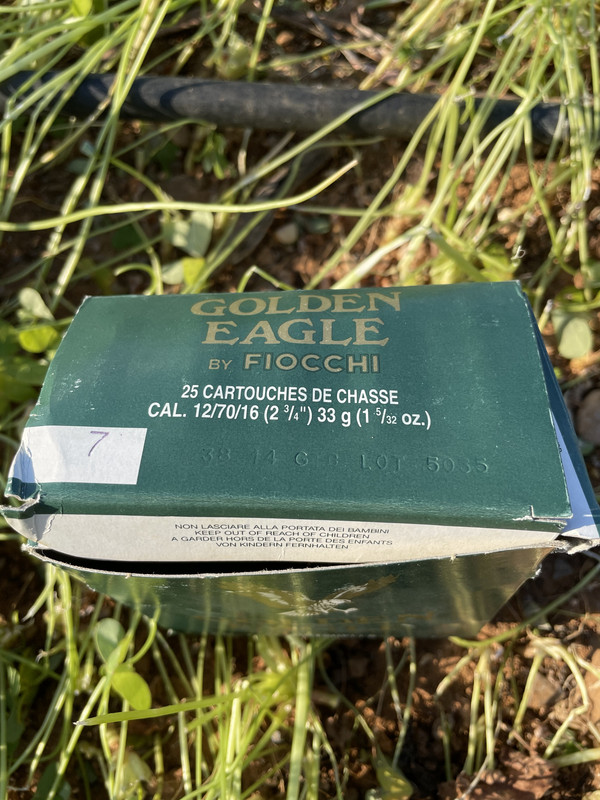 GOLDEN
EAGLE
BY FIOCCHI
25 CARTOUCHES DE CHASSE
CAL. 12/70/16 (2 3/4") 33 g (1 5/32 oz.)
7
38 14 LOT 5035
NON LASCIARE ALLA PORTATA DEI BAMBINI
KEEP OUT OF REACH OF CHILDREN
A GARDER HORS DE LA PORTE DES ENFANTS
VON KINDERN FERNHALTEN